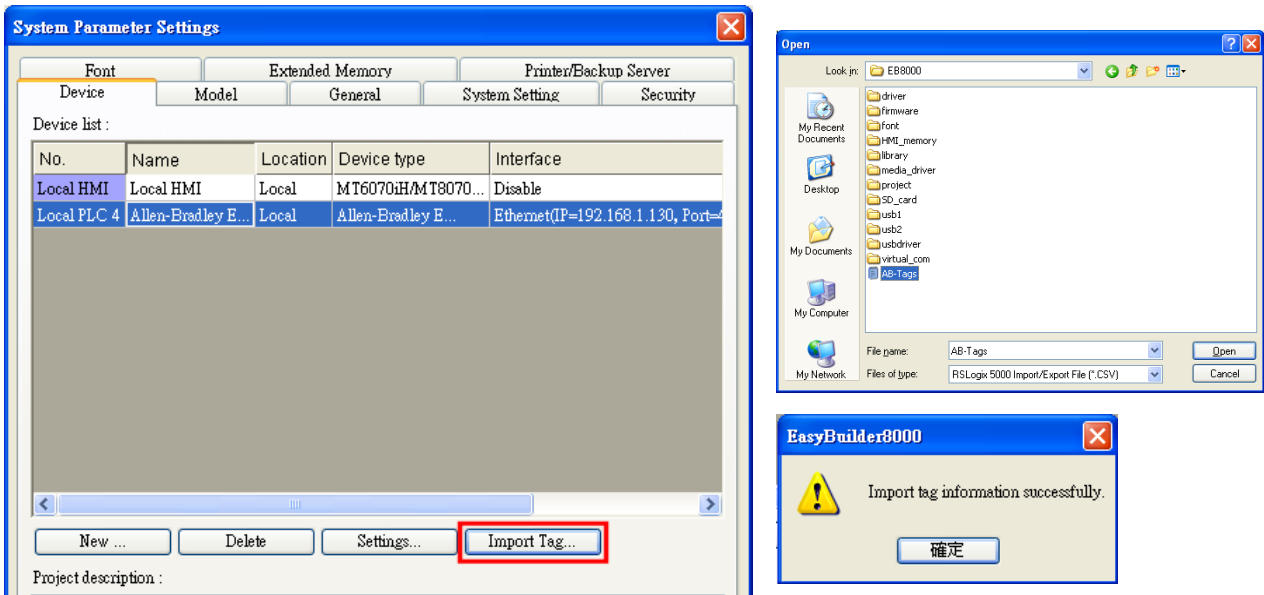 System Parameter Settings
Font Extended Memory Printer/Backup Server
Device Model General System Setting Security
Device list :
No. Name Location Device type Interface
Local HMI Local HMI Local MT6070iH/MT8070... Disable
Local PLC 4 Allen-Bradley E... Local Allen-Bradley E... Ethernet(IP=192.168.1.130, Port=4
New ... Delete Settings... Import Tag...
Project description :
Open
Look in: EB8000
My Recent
Documents
Desktop
My Documents
My Computer
My Network
driver
firmware
font
HMI_memory
library
media_driver
project
SD_card
usb1
usb2
usbdriver
virtual_com
AB-Tags
File name: AB-Tags Open
Files of type: RSLogix 5000 Import/Export File (*.CSV) Cancel
EasyBuilder8000
Import tag information successfully.
確定